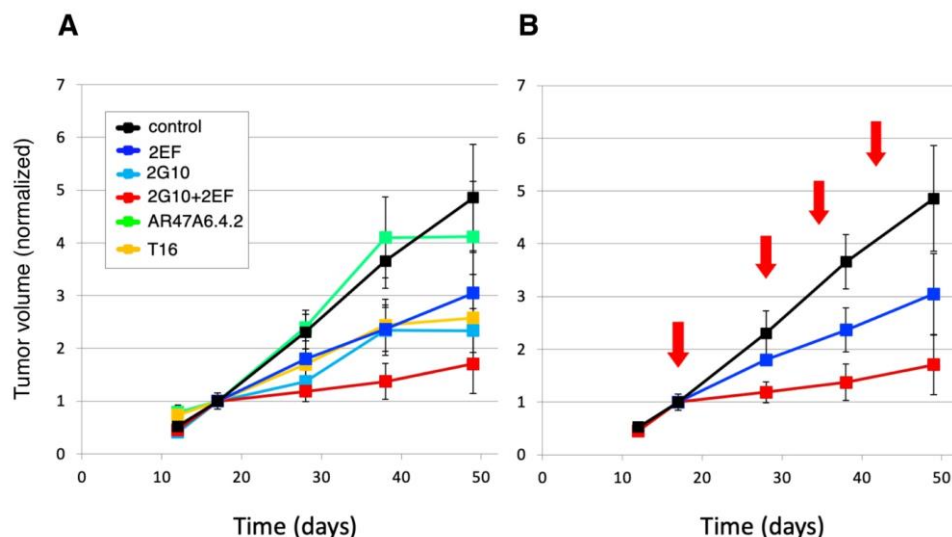 A
B
Tumor volume (normalized)
7
6
5
4
3
2
1
0
control
2EF
2G10
2G10+2EF
AR47A6.4.2
T16
0 10 20 30 40 50
Time (days)
7
6
5
4
3
2
1
0
0 10 20 30 40 50
Time (days)